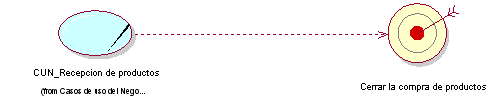 CUN_Recepcion de productos
(from Casos de uso del Nego...
Cerrar la compra de productos